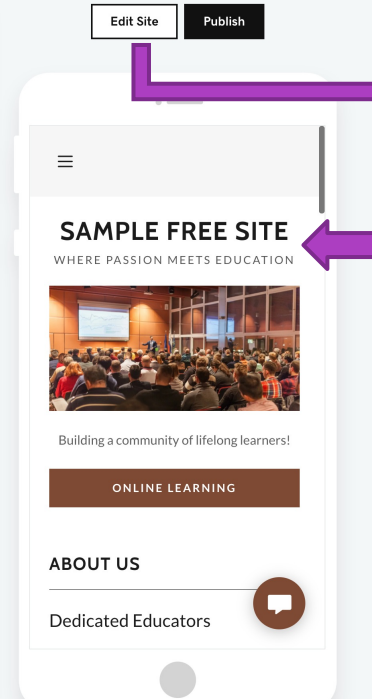 Edit Site
Publish
SAMPLE FREE SITE
WHERE PASSION MEETS EDUCATION
Building a community of lifelong learners!
ONLINE LEARNING
ABOUT US
Dedicated Educators